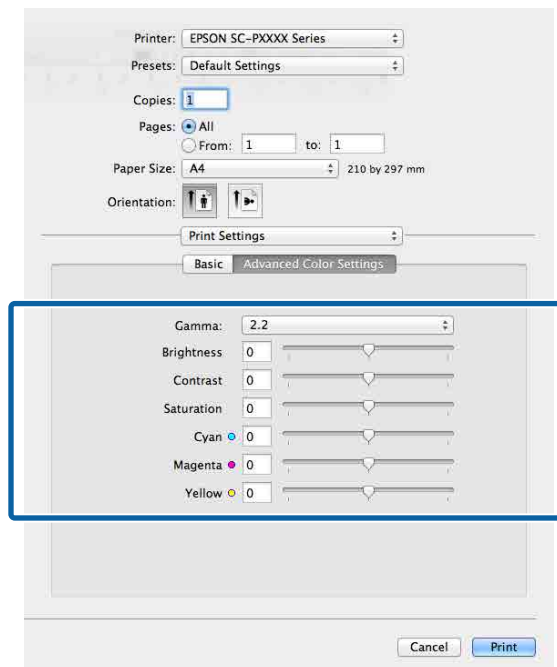 Printer: EPSON SC-PXXXX Series
Presets: Default Settings
Copies: 1
Pages: All
From: 1 to: 1
Paper Size: A4 210 by 297 mm
Orientation:
Print Settings
Basic Advanced Color Settings
Gamma: 2.2
Brightness 0
Contrast 0
Saturation 0
Cyan 0
Magenta 0
Yellow 0
Cancel Print